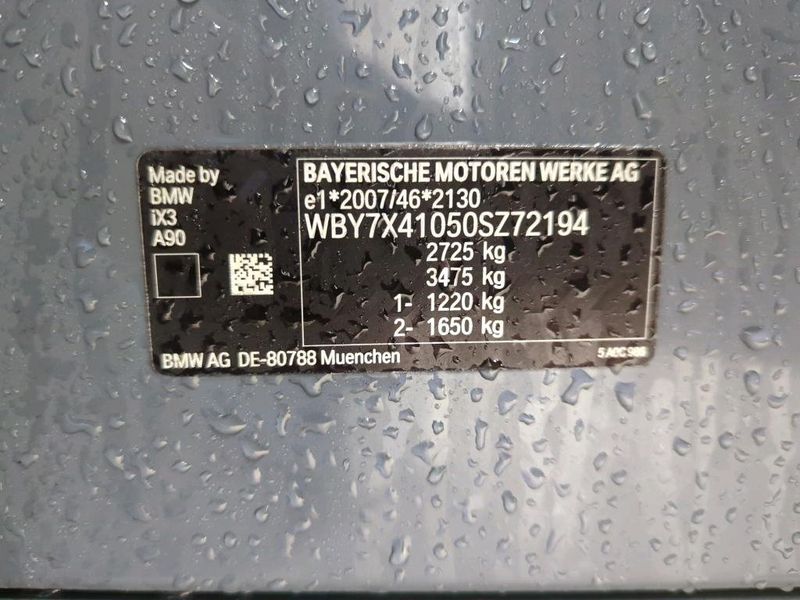 Made by
BMW
iX3
A90
BAYERISCHE MOTOREN WERKE AG
e1*2007/46*2130
WBY7X41050SZ72194
2725 kg
3475 kg
1- 1220 kg
2- 1650 kg
BMW AG DE-80788 Muenchen